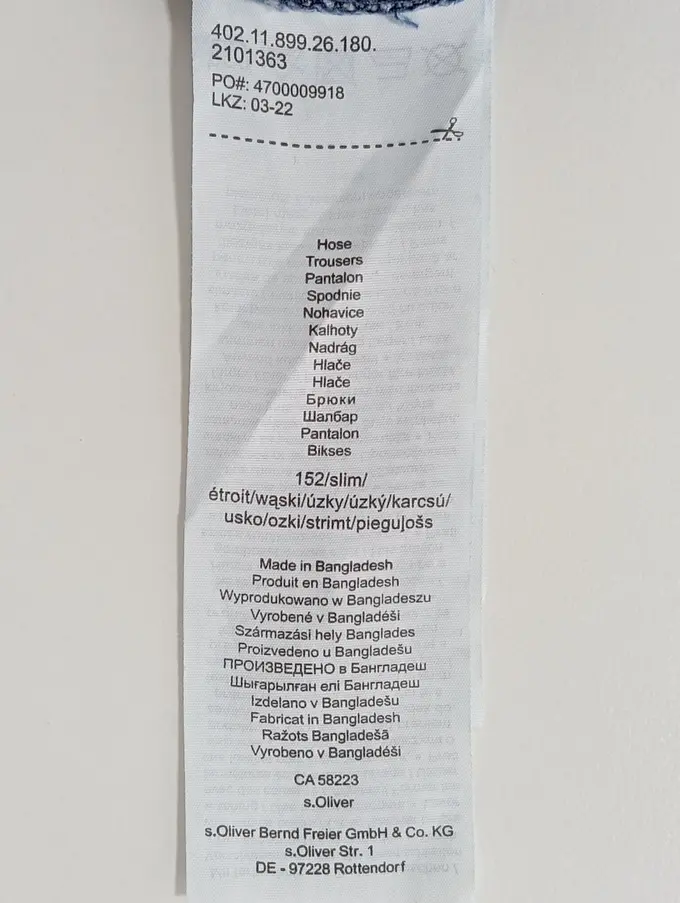 402.11.899.26.180.
2101363
PO#: 4700009918
LKZ: 03-22
Hose
Trousers
Pantalon
Spodnie
Nohavice
Kalhoty
Nadrág
Hlače
Hlače
Брюки
Шалбар
Pantalon
Bikses
152/slim/
étroit/wąski/úzky/úzký/karcsú/
usko/ozki/strimt/pieguļošs
Made in Bangladesh
Produit en Bangladesh
Wyprodukowano w Bangladeszu
Vyrobené v Bangladéši
Származási hely Banglades
Proizvedeno u Bangladešu
ПРОИЗВЕДЕНО в Бангладеш
Шығарылған елі Бангладеш
Izdelano v Bangladešu
Fabricat in Bangladesh
Ražots Bangladešā
Vyrobeno v Bangladéši
CA 58223
s.Oliver
s.Oliver Bernd Freier GmbH & Co. KG
s.Oliver Str. 1
DE - 97228 Rottendorf